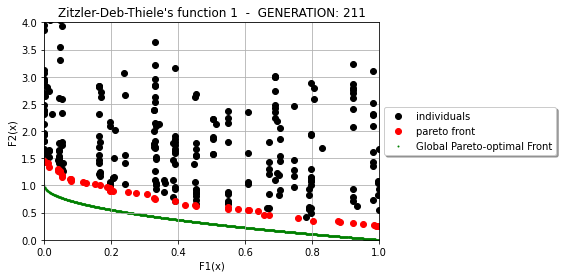 Zitzler-Deb-Thiele's function 1 - GENERATION: 211
4.0
3.5
3.0
2.5
2.0
1.5
1.0
0.5
0.0
F2(x)
0.0 0.2 0.4 0.6 0.8 1.0
F1(x)
individuals
pareto front
Global Pareto-optimal Front